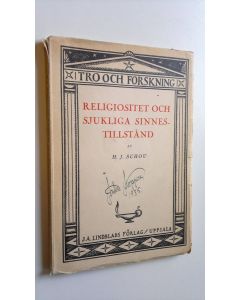 TRO OCH FORSKNING
RELIGIOSITET OCH
SJUKLIGA SINNES-
TILLSTÅND
AV
H. J. SCHOU
J. A. LINDBLADS FÖRLAG/UPPSALA